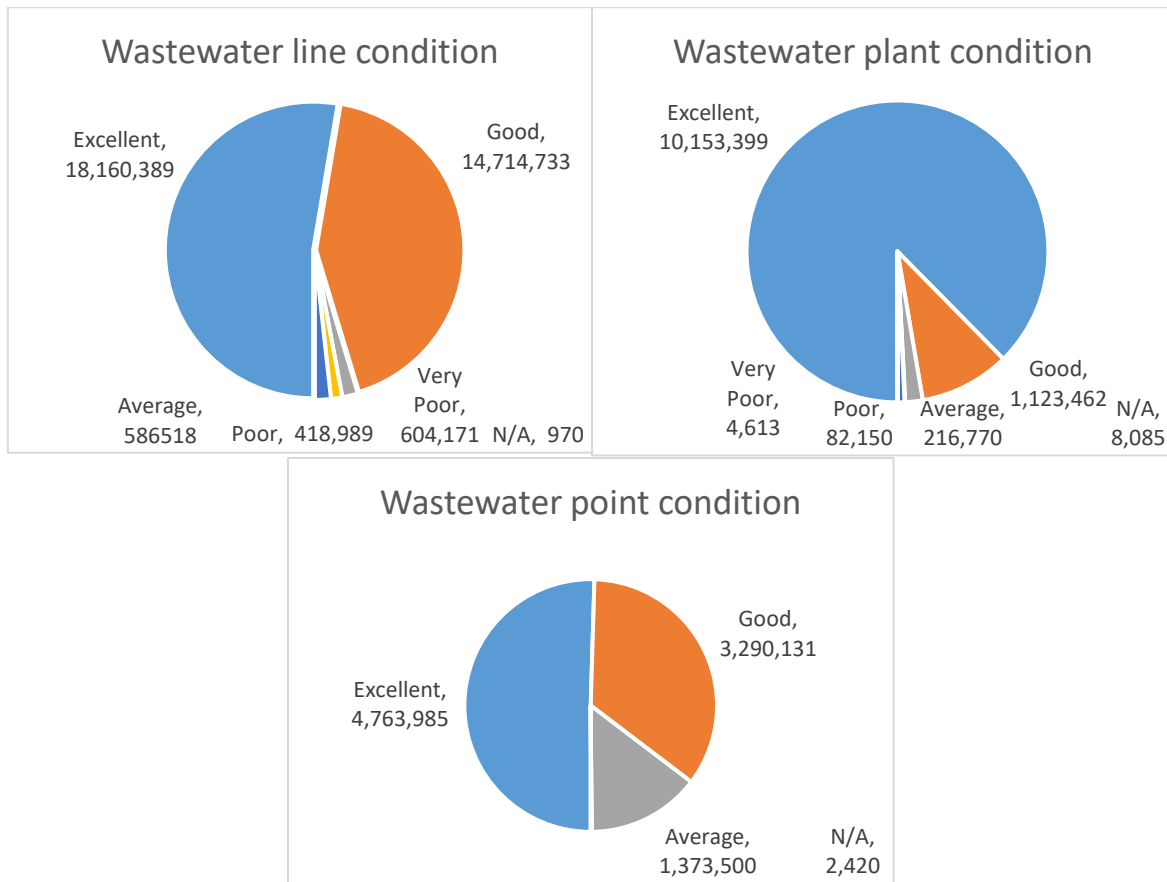 Wastewater line condition
Excellent,
18,160,389
Good,
14,714,733
Average,
586518
Poor, 418,989
Very
Poor,
604,171
N/A, 970
Wastewater plant condition
Excellent,
10,153,399
Very
Poor,
4,613
Poor,
82,150
Average,
216,770
Good,
1,123,462
N/A
8,085
Wastewater point condition
Excellent,
4,763,985
Good,
3,290,131
Average,
1,373,500
N/A,
2,420